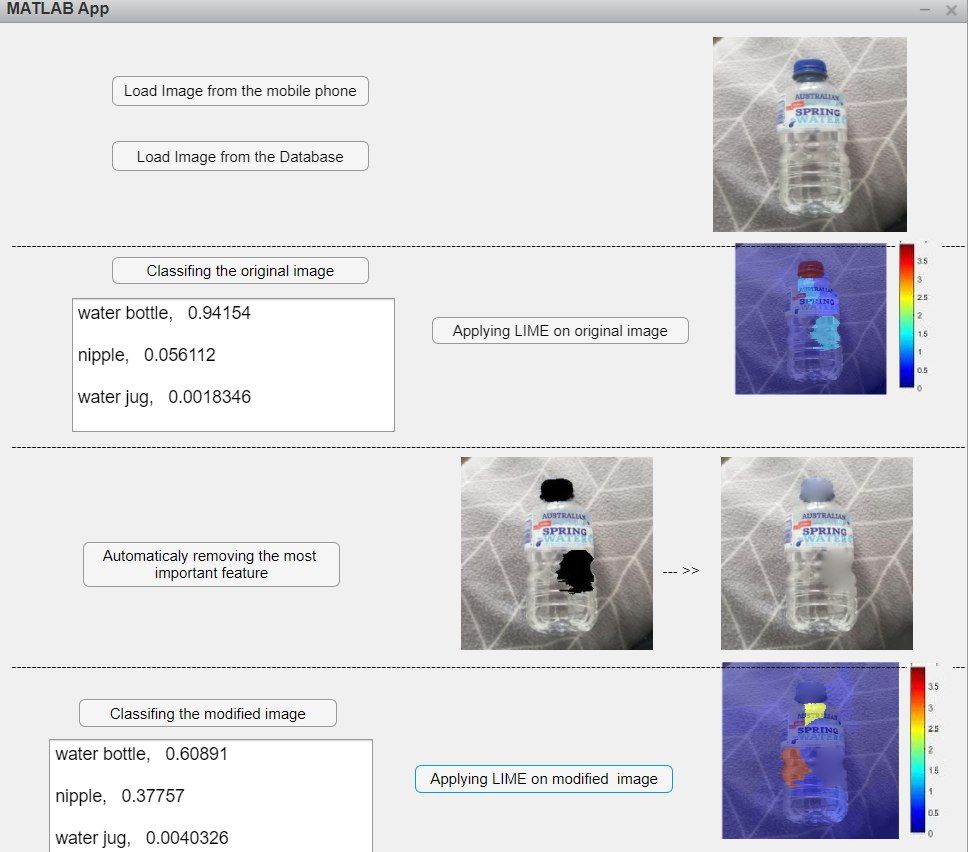 MATLAB App
Load Image from the mobile phone
AUSTRALIAN
SPRING
WATER
Load Image from the Database
Classifing the original image
water bottle, 0.94154
nipple, 0.056112
water jug, 0.0018346
Applying LIME on original image
AUSTRALIAN
SPRING
3.5
3
2.5
2
1.5
1
0.5
0
Automaticaly removing the most
important feature
AUSTRALIAN
SPRING
WATER
--- >>
AUSTRALIAN
SPRING
WATER
Classifing the modified image
water bottle, 0.60891
nipple, 0.37757
water jug, 0.0040326
Applying LIME on modified image
SPRING
3.5
3
2.5
2
1.5
1
0.5
0